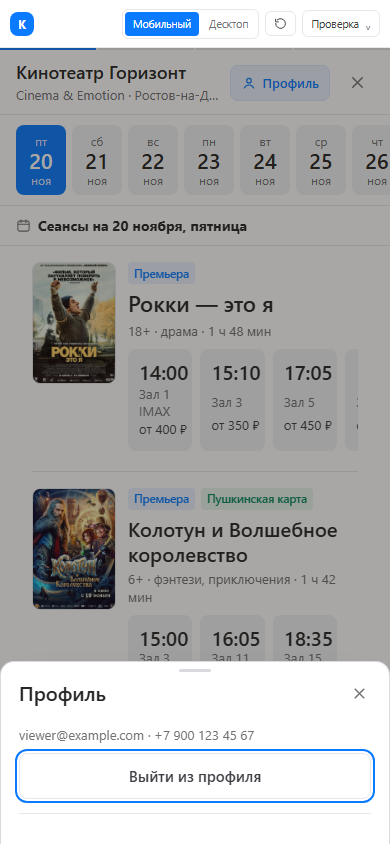 К
Мобильный Десктоп
Проверка
Кинотеатр Горизонт
Cinema & Emotion · Ростов-на-Д...
Профиль
пт сб вс пн вт ср чт
20 21 22 23 24 25 26
ноя ноя ноя ноя ноя ноя ноя
Сеансы на 20 ноября, пятница
РОККИ-
ЭТО Я
Премьера
Рокки — это я
18+ · драма · 1 ч 48 мин
14:00 15:10 17:05
Зал 1 IMAX Зал 3 Зал 5
от 400 ₽ от 350 ₽ от 450 ₽
Премьера Пушкинская карта
Колотун и Волшебное
королевство
6+ · фэнтези, приключения · 1 ч 42
мин
15:00 16:05 18:35
Зал 3 Зал 11 Зал 15
Профиль
viewer@example.com · +7 900 123 45 67
Выйти из профиля